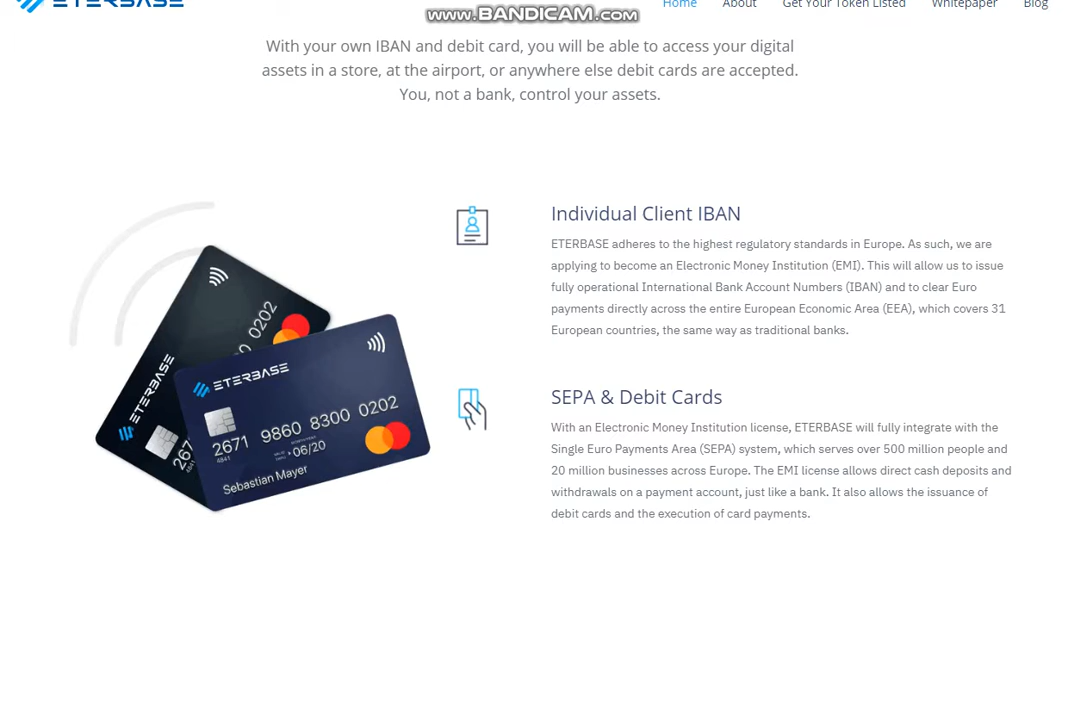 ETERBASE
www.BANDICAM.com
Home About Get Your Token Listed Whitepaper Blog
With your own IBAN and debit card, you will be able to access your digital
assets in a store, at the airport, or anywhere else debit cards are accepted.
You, not a bank, control your assets.
Individual Client IBAN
ETERBASE adheres to the highest regulatory standards in Europe. As such, we are
applying to become an Electronic Money Institution (EMI). This will allow us to issue
fully operational International Bank Account Numbers (IBAN) and to clear Euro
payments directly across the entire European Economic Area (EEA), which covers 31
European countries, the same way as traditional banks.
ETERBASE
0202
267
ETERBASE
2671 9860 8300 0202
4841
06/20
Sebastian Mayer
SEPA & Debit Cards
With an Electronic Money Institution license, ETERBASE will fully integrate with the
Single Euro Payments Area (SEPA) system, which serves over 500 million people and
20 million businesses across Europe. The EMI license allows direct cash deposits and
withdrawals on a payment account, just like a bank. It also allows the issuance of
debit cards and the execution of card payments.